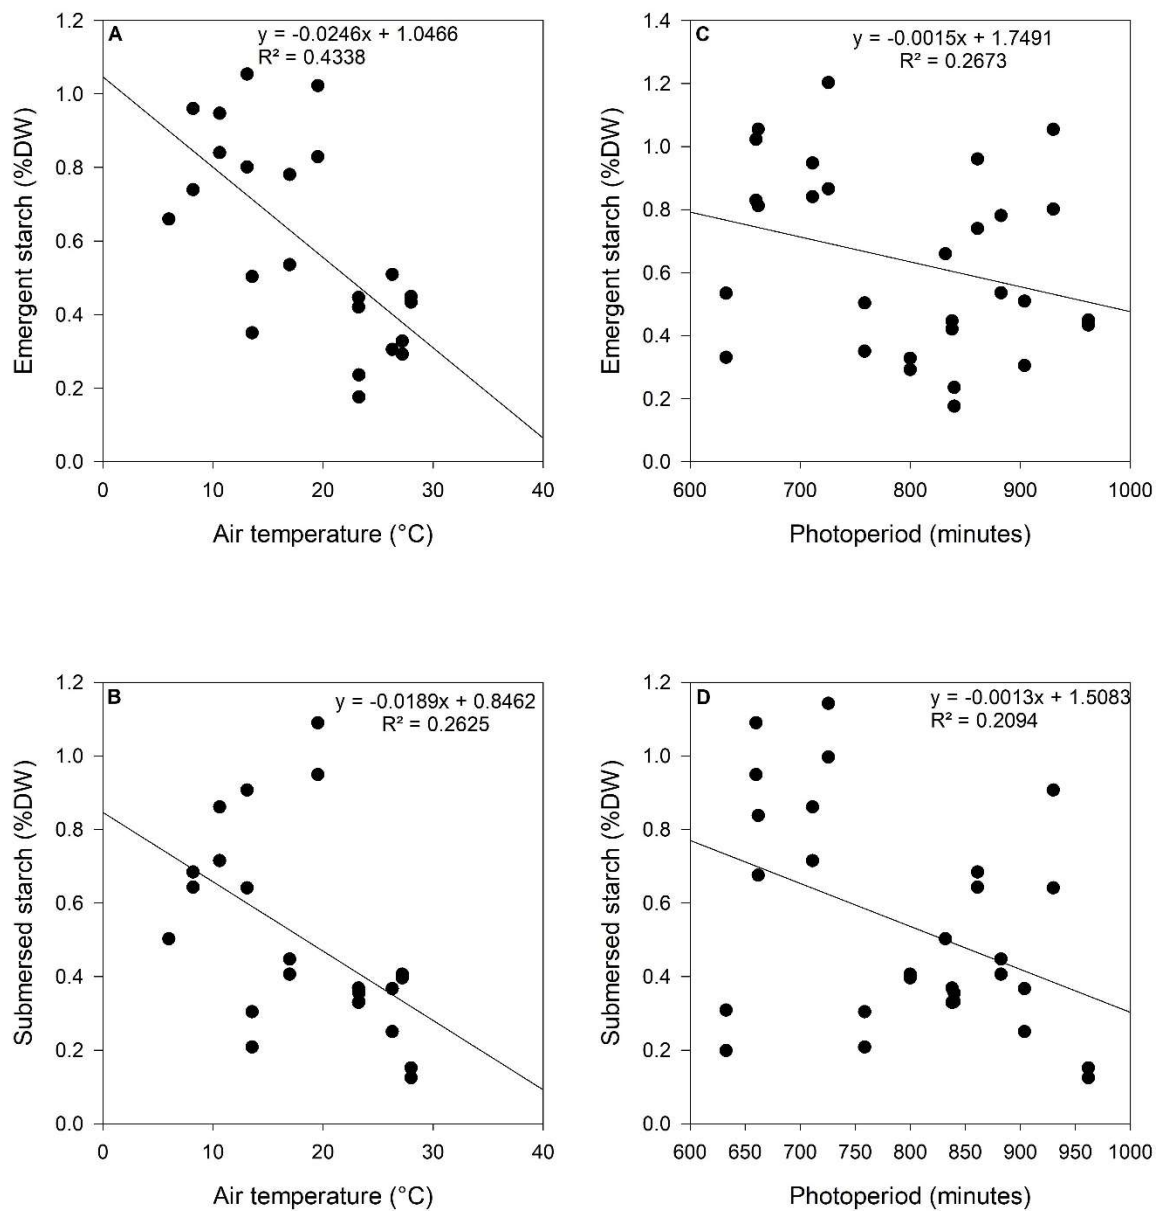 A
y = -0.0246x + 1.0466
R² = 0.4338
1.2
1.0
0.8
0.6
0.4
0.2
0.0
Emergent starch (%DW)
0 10 20 30 40
Air temperature (°C)
C
y = -0.0015x + 1.7491
R² = 0.2673
1.4
1.2
1.0
0.8
0.6
0.4
0.2
0.0
Emergent starch (%DW)
600 700 800 900 1000
Photoperiod (minutes)
B
y = -0.0189x + 0.8462
R² = 0.2625
1.2
1.0
0.8
0.6
0.4
0.2
0.0
Submersed starch (%DW)
0 10 20 30 40
Air temperature (°C)
D
y = -0.0013x + 1.5083
R² = 0.2094
1.2
1.0
0.8
0.6
0.4
0.2
0.0
Submersed starch (%DW)
600 650 700 750 800 850 900 950 1000
Photoperiod (minutes)